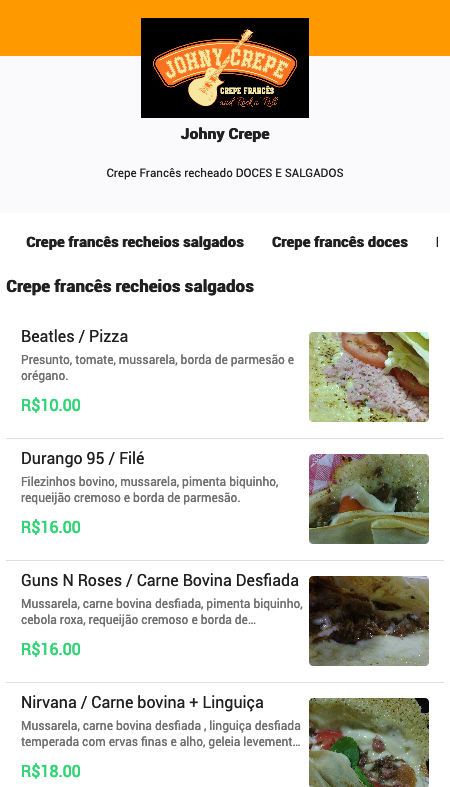 JOHNY CREPE
CREPE FRANCÊS
and Rock n' Roll
Johny Crepe
Crepe Francês recheado DOCES E SALGADOS
Crepe francês recheios salgados Crepe francês doces
Crepe francês recheios salgados
Beatles / Pizza
Presunto, tomate, mussarela, borda de parmesão e
orégano.
R$10.00
Durango 95 / Filé
Filezinhos bovino, mussarela, pimenta biquinho,
requeijão cremoso e borda de parmesão.
R$16.00
Guns N Roses / Carne Bovina Desfiada
Mussarela, carne bovina desfiada, pimenta biquinho,
cebola roxa, requeijão cremoso e borda de...
R$16.00
Nirvana / Carne bovina + Linguiça
Mussarela, carne bovina desfiada , linguiça desfiada
temperada com ervas finas e alho, geleia levement...
R$18.00